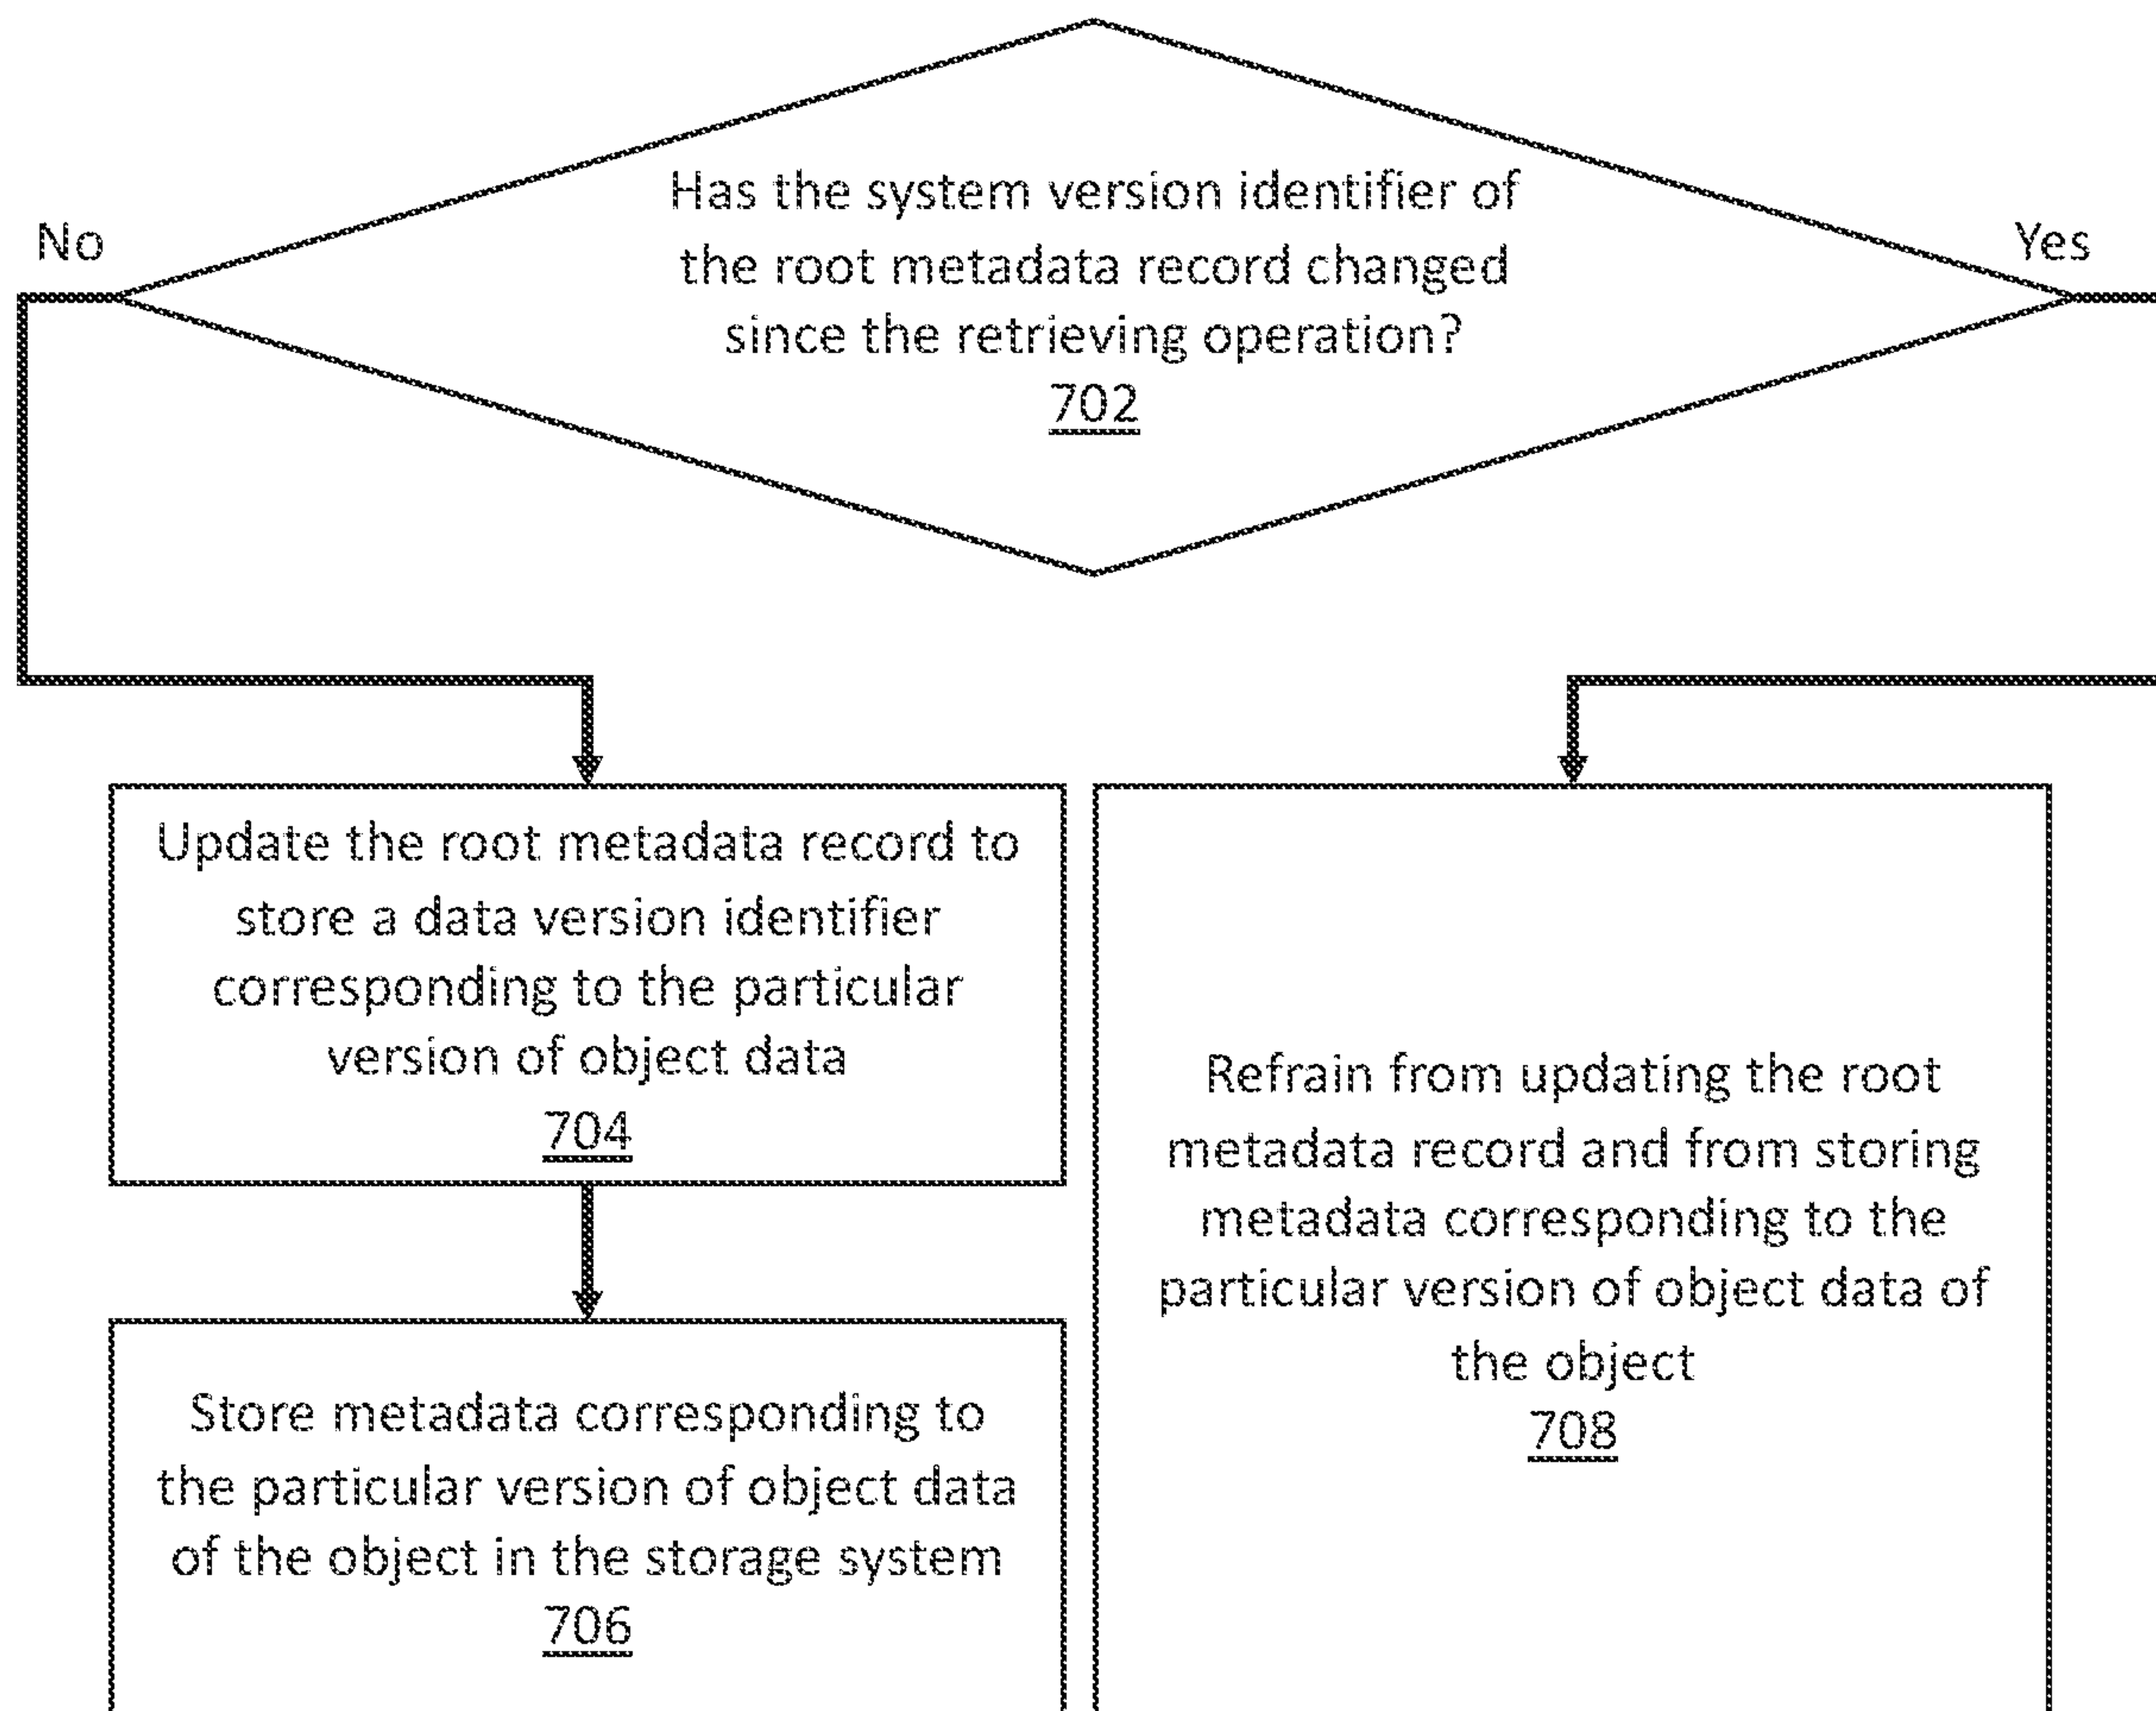 Has the system version identifier of
the root metadata record changed
since the retrieving operation?
702
No
Yes
Update the root metadata record to
store a data version identifier
corresponding to the particular
version of object data
704
Store metadata corresponding to
the particular version of object data
of the object in the storage system
706
Refrain from updating the root
metadata record and from storing
metadata corresponding to the
particular version of object data of
the object
708